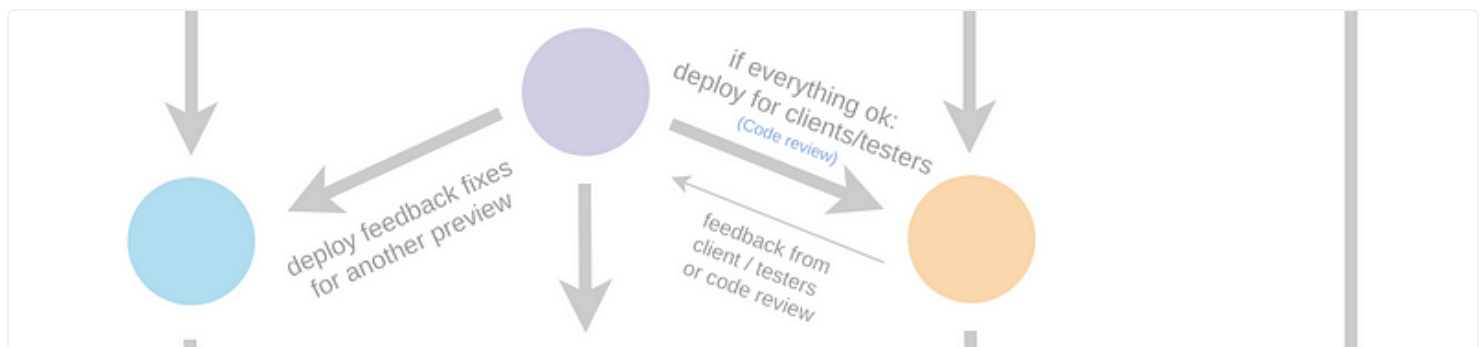 if everything ok:
deploy for clients/testers
(Code review)
deploy feedback fixes
for another preview
feedback from
client / testers
or code review